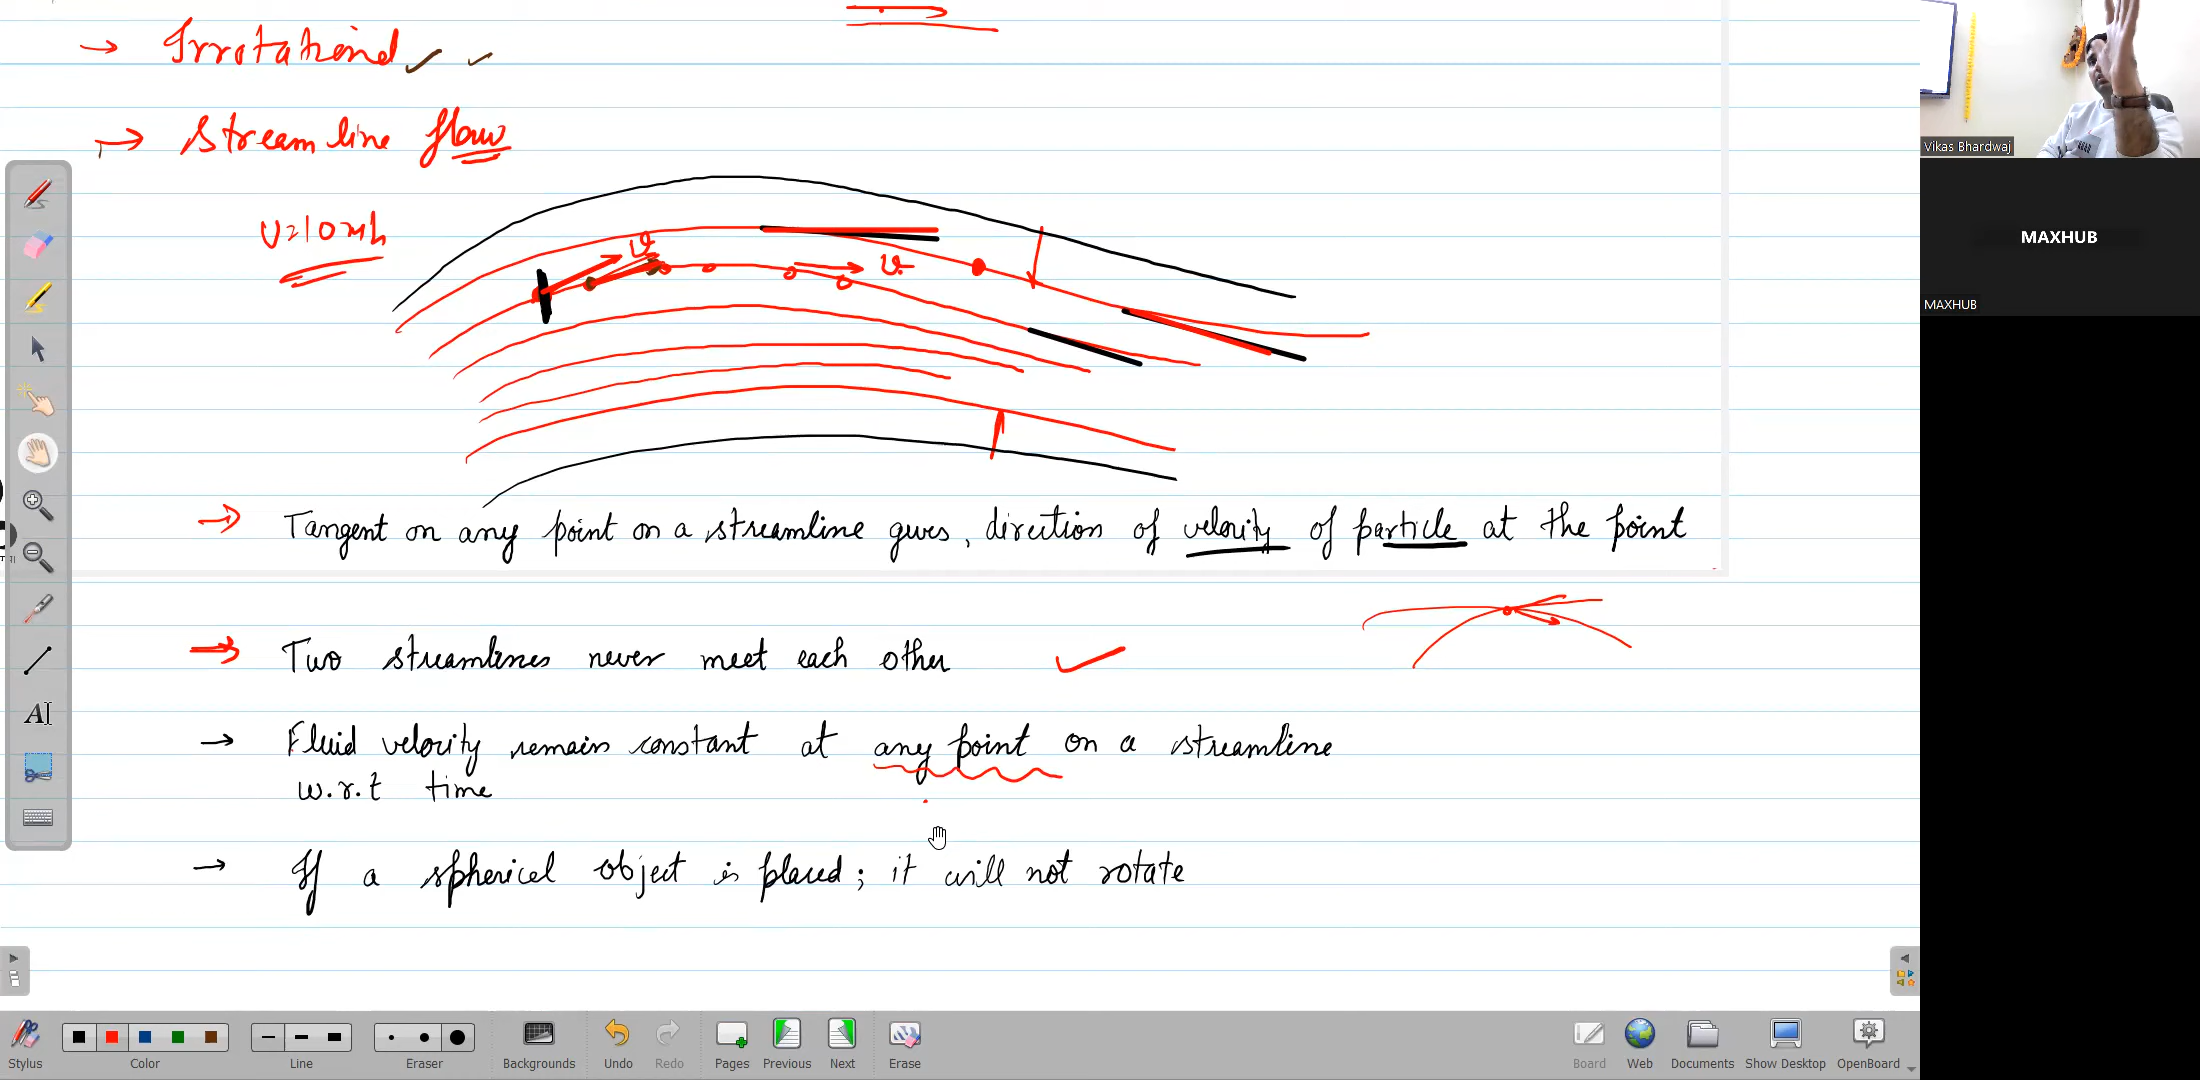 → Irrotational ✓ ✓
→ Streamline flow
V=10 m/s
v
v
→ Tangent on any point on a streamline gives, direction of velocity of particle at the point
→ Two streamlines never meet each other ✓
→ Fluid velocity remain constant at any point on a streamline
w.r.t time
→ If a spherical object is placed; it will not rotate
Vikas Bhardwaj
MAXHUB
MAXHUB
Stylus
Color
Line
Eraser
Backgrounds
Undo
Redo
Pages
Previous
Next
Erase
Board
Web
Documents
Show Desktop
OpenBoard